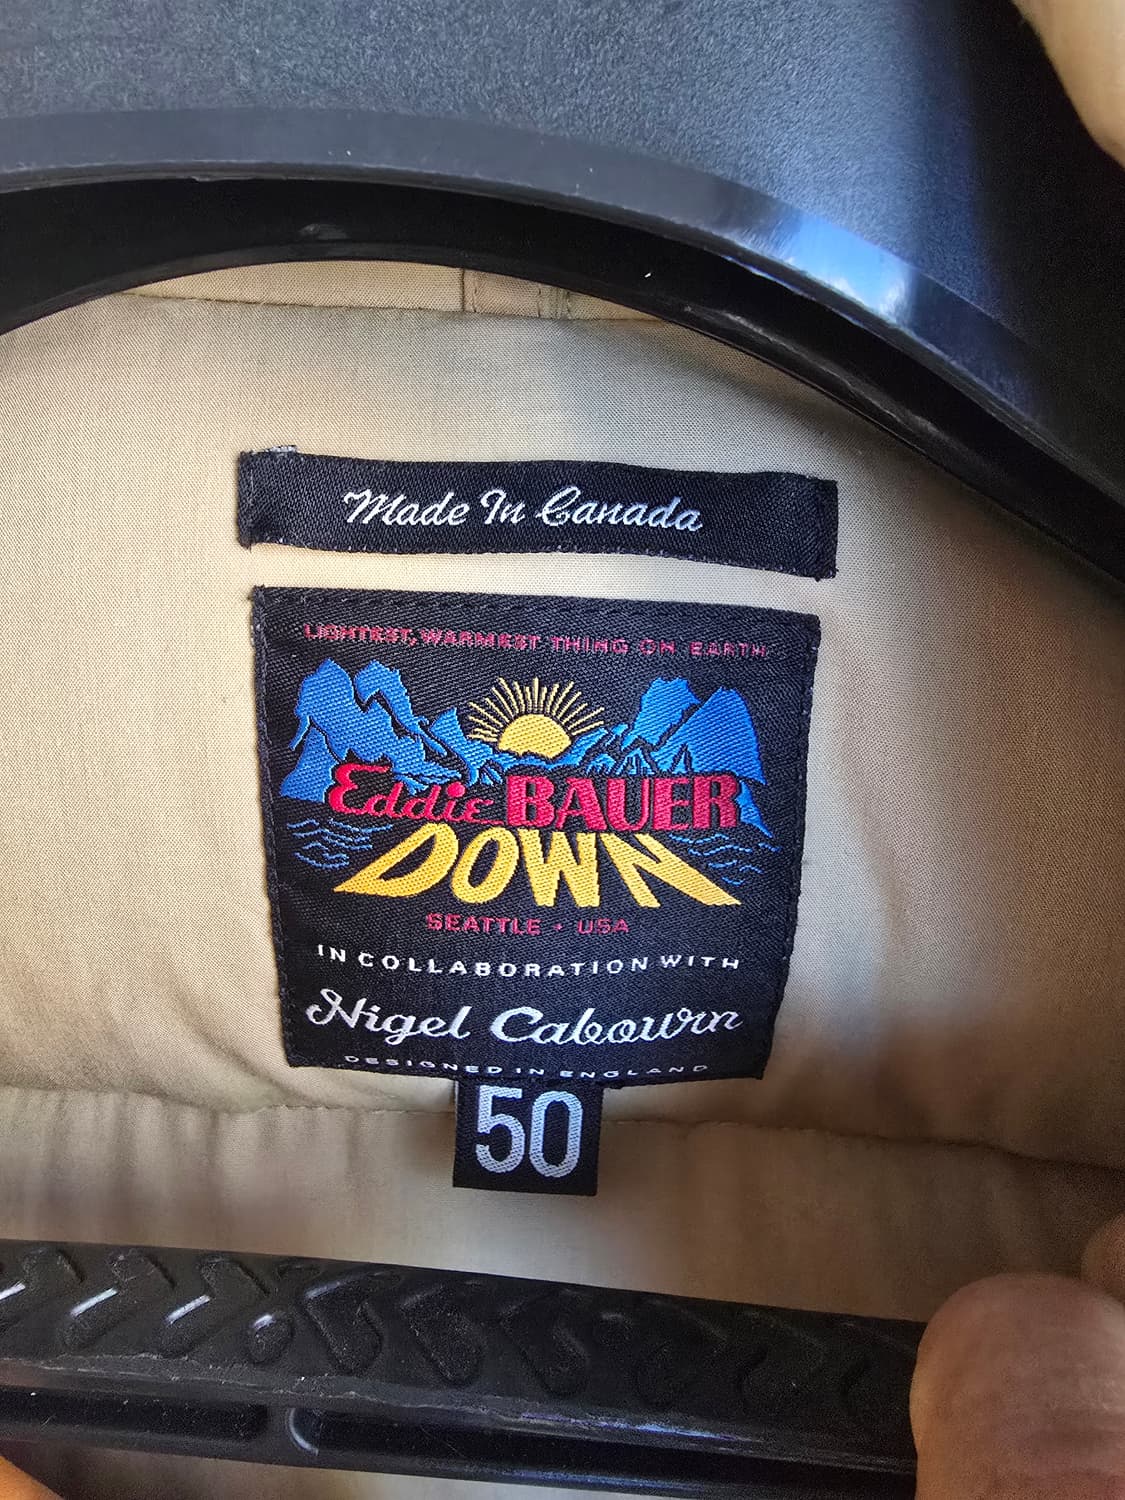 Made In Canada
LIGHTEST, WARMEST THING ON EARTH
Eddie BAUER
DOWN
SEATTLE • USA
IN COLLABORATION WITH
Nigel Cabourn
DESIGNED IN ENGLAND
50